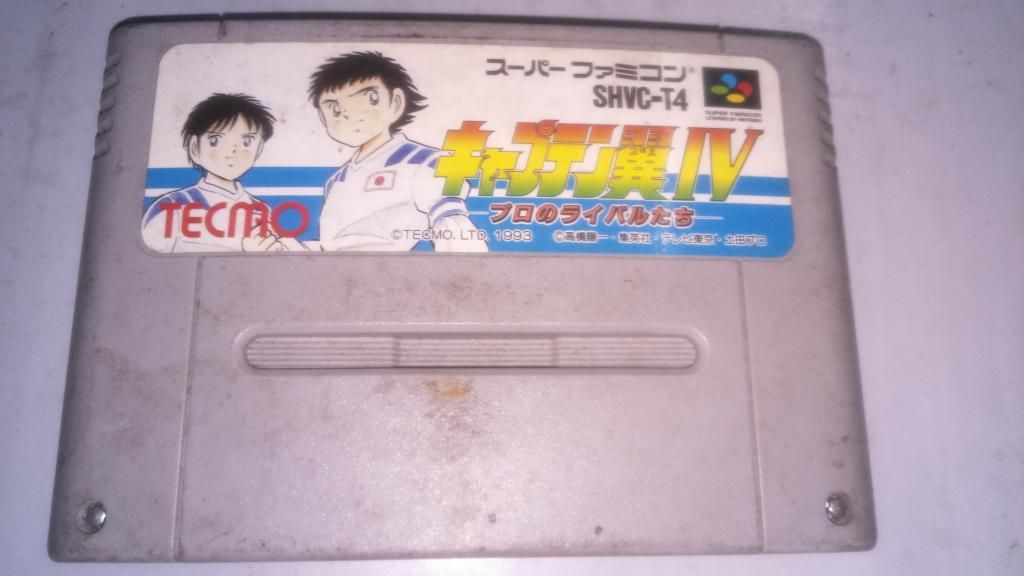 スーパーファミコン®
SHVC-T4
SUPER FAMICOM
LICENSED BY NINTENDO
キャプテン翼IV
プロのライバルたち
TECMO
©TECMO, LTD. 1993 ©高橋陽一・集英社・テレビ東京・土田プロ